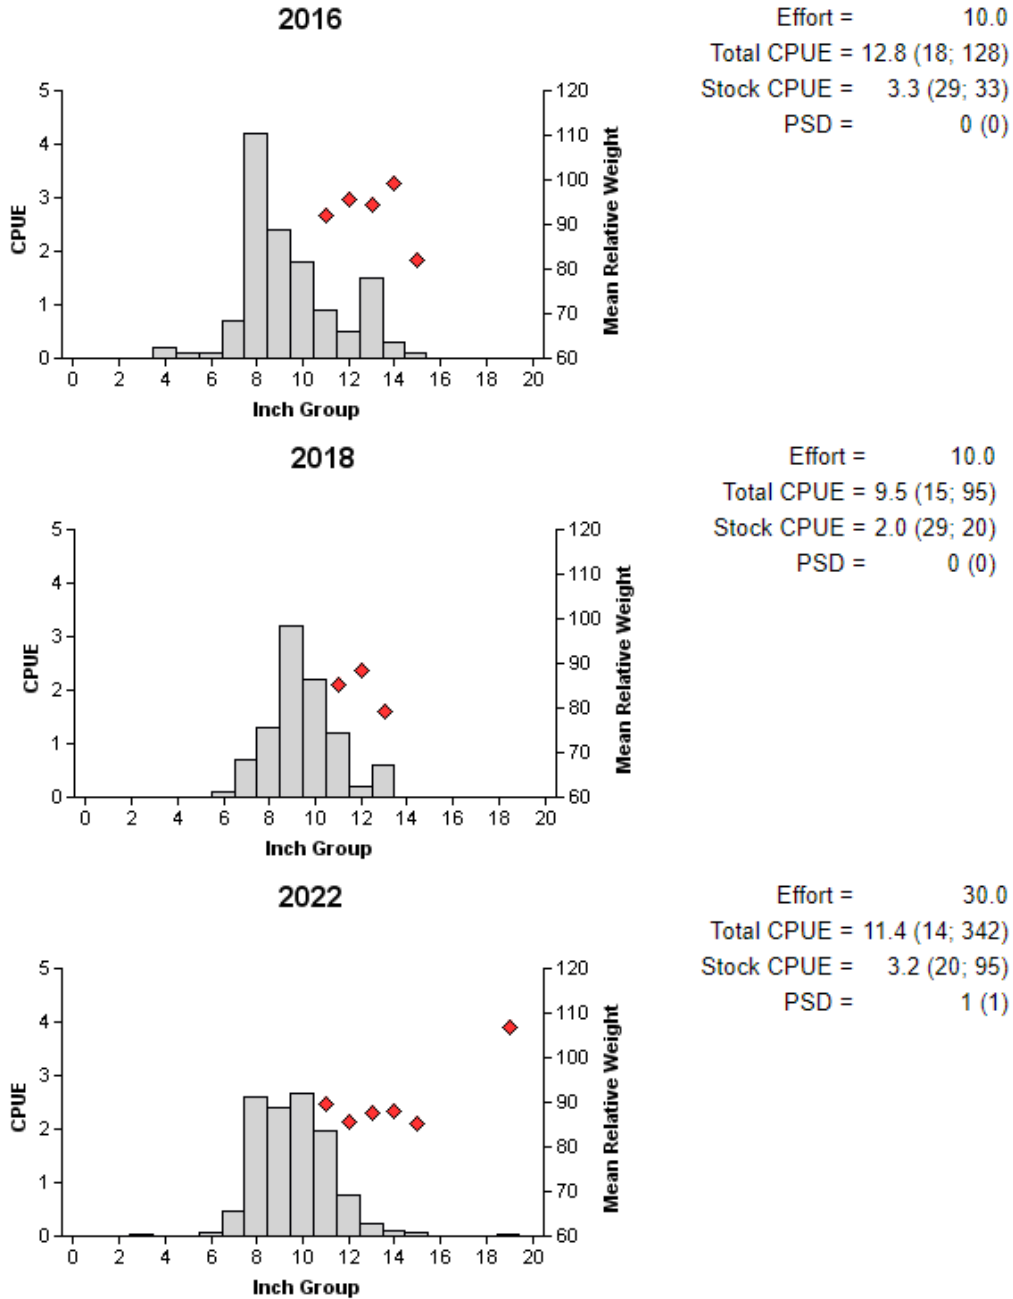 2016
Effort = 10.0
Total CPUE = 12.8 (18; 128)
Stock CPUE = 3.3 (29; 33)
PSD = 0 (0)
5
4
3
2
1
0
CPUE
120
110
100
90
80
70
60
Mean Relative Weight
0 2 4 6 8 10 12 14 16 18 20
Inch Group
2018
Effort = 10.0
Total CPUE = 9.5 (15; 95)
Stock CPUE = 2.0 (29; 20)
PSD = 0 (0)
5
4
3
2
1
0
CPUE
120
110
100
90
80
70
60
Mean Relative Weight
0 2 4 6 8 10 12 14 16 18 20
Inch Group
2022
Effort = 30.0
Total CPUE = 11.4 (14; 342)
Stock CPUE = 3.2 (20; 95)
PSD = 1 (1)
5
4
3
2
1
0
CPUE
120
110
100
90
80
70
60
Mean Relative Weight
0 2 4 6 8 10 12 14 16 18 20
Inch Group